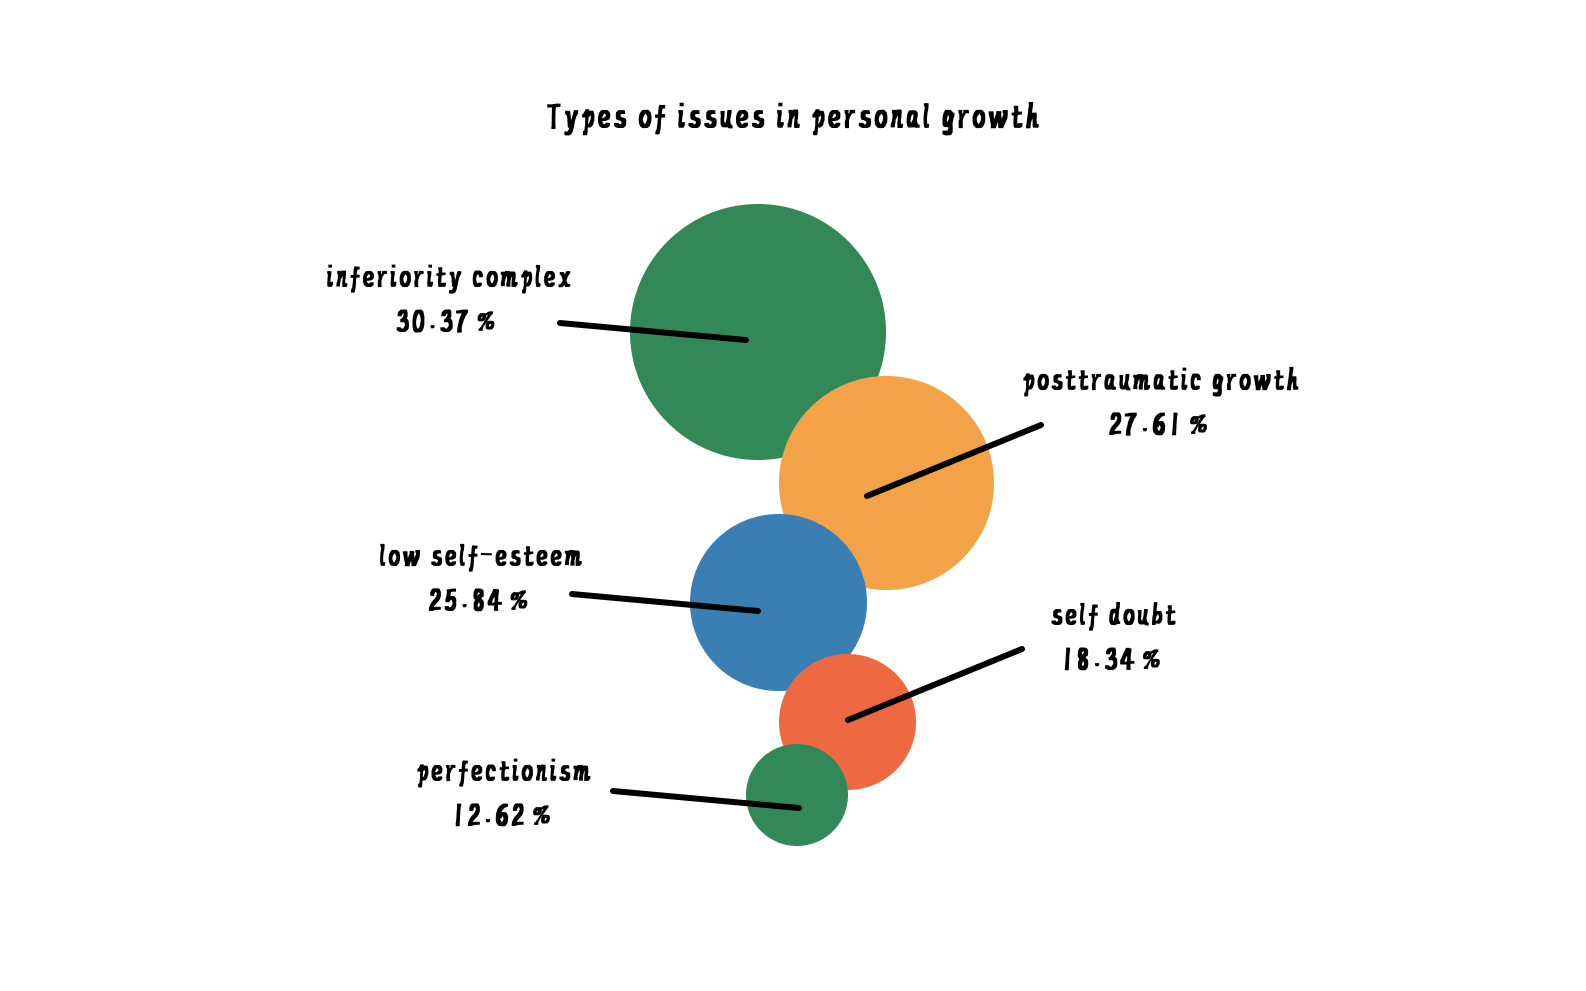 Types of issues in personal growth
inferiority complex
30.37 %
posttraumatic growth
27.61 %
low self-esteem
25.84 %
self doubt
18.34 %
perfectionism
12.62 %